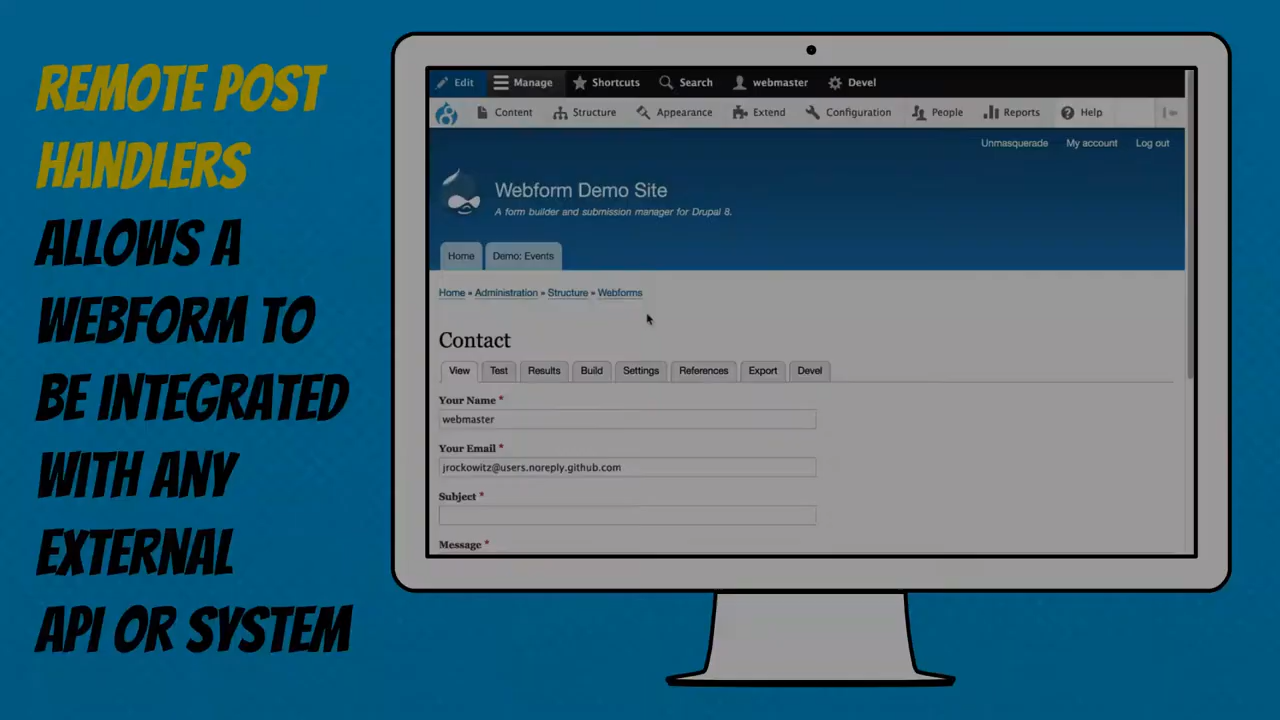 REMOTE POST
HANDLERS
ALLOWS A
WEBFORM TO
BE INTEGRATED
WITH ANY
EXTERNAL
API OR SYSTEM
Edit Manage Shortcuts Search webmaster Devel
Content Structure Appearance Extend Configuration People Reports Help
Unmasquerade My account Log out
Webform Demo Site
A form builder and submission manager for Drupal 8.
Home Demo: Events
Home » Administration » Structure » Webforms
Contact
View Test Results Build Settings References Export Devel
Your Name *
webmaster
Your Email *
jrockowitz@users.noreply.github.com
Subject *
Message *